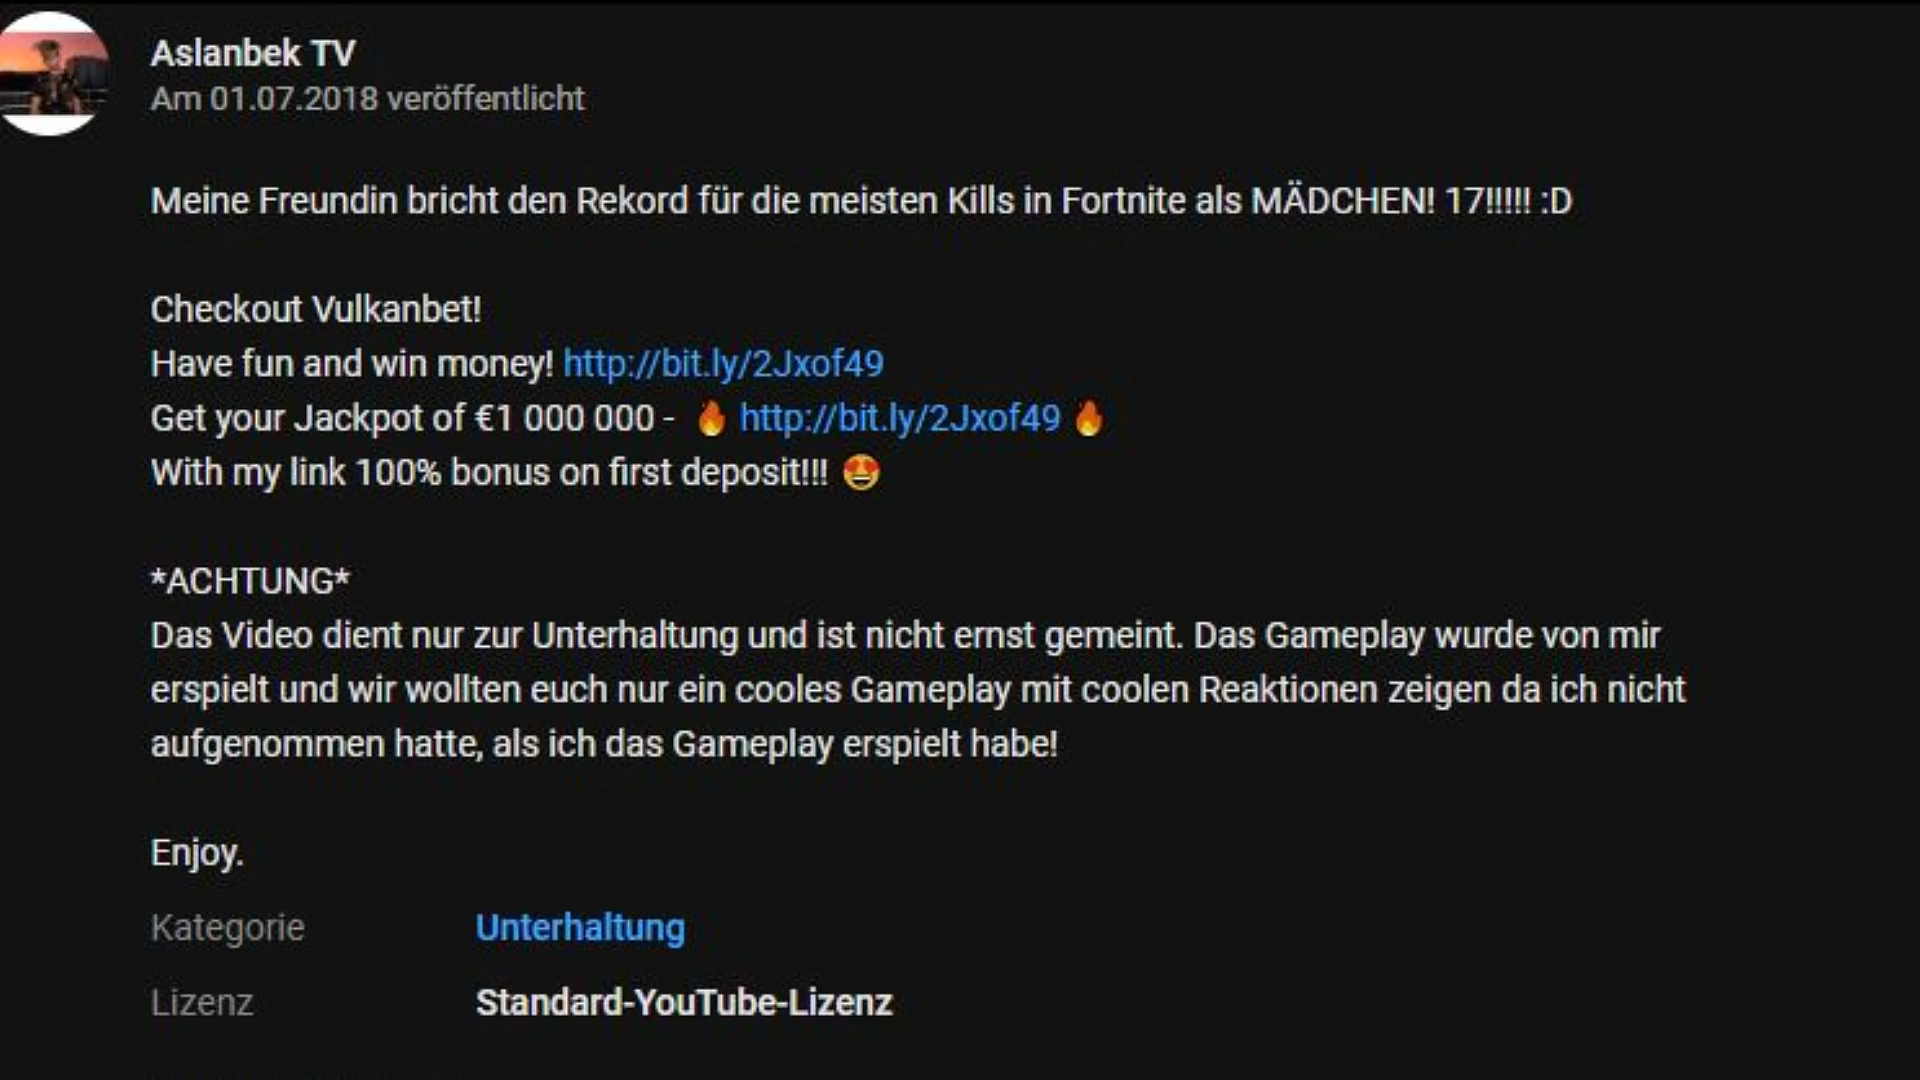 Aslanbek TV
Am 01.07.2018 veröffentlicht
Meine Freundin bricht den Rekord für die meisten Kills in Fortnite als MÄDCHEN! 17!!!!! :D
Checkout Vulkanbet!
Have fun and win money! http://bit.ly/2Jxof49
Get your Jackpot of €1 000 000 - 🔥 http://bit.ly/2Jxof49 🔥
With my link 100% bonus on first deposit!!! 🤩
*ACHTUNG*
Das Video dient nur zur Unterhaltung und ist nicht ernst gemeint. Das Gameplay wurde von mir
erspielt und wir wollten euch nur ein cooles Gameplay mit coolen Reaktionen zeigen da ich nicht
aufgenommen hatte, als ich das Gameplay erspielt habe!
Enjoy.
Kategorie Unterhaltung
Lizenz Standard-YouTube-Lizenz